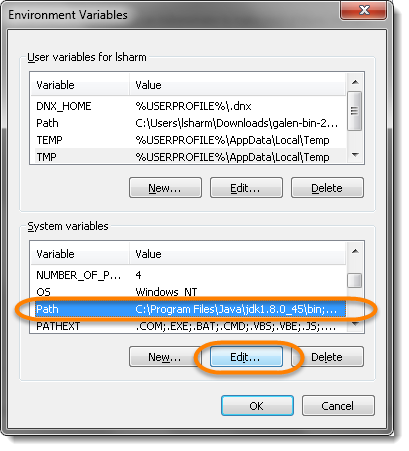 Environment Variables
User variables for lsharm
Variable Value
DNX_HOME %USERPROFILE%\.dnx
Path C:\Users\lsharm\Downloads\galen-bin-2...
TEMP %USERPROFILE%\AppData\Local\Temp
TMP %USERPROFILE%\AppData\Local\Temp
New... Edit... Delete
System variables
Variable Value
NUMBER_OF_P... 4
OS Windows_NT
Path C:\Program Files\Java\jdk1.8.0_45\bin;...
PATHEXT .COM;.EXE;.BAT;.CMD;.VBS;.VBE;.JS;....
New... Edit... Delete
OK Cancel